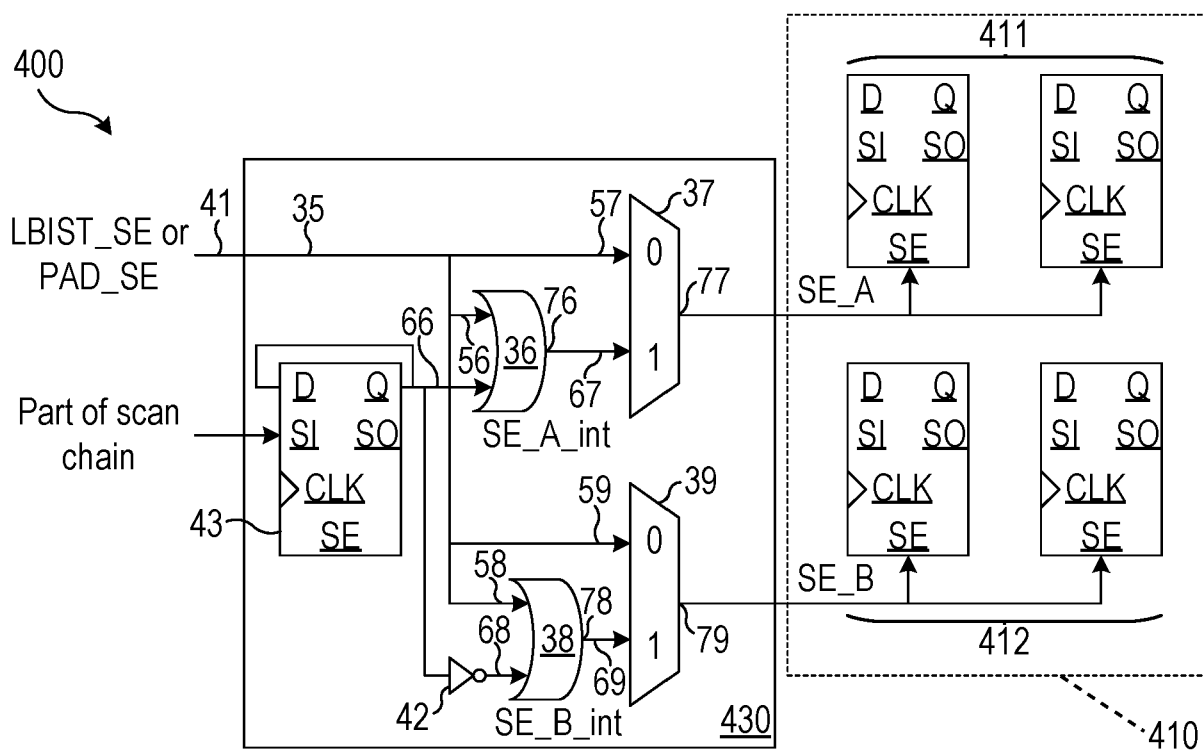 400
411
D Q
SI SO
CLK
SE
D Q
SI SO
CLK
SE
41
35
57
37
LBIST_SE or
PAD_SE
0
1
77
SE_A
66
56
36
76
67
SE_A_int
Part of scan
chain
D Q
SI SO
CLK
SE
43
59
39
0
1
58
68
38
78
69
42
SE_B_int
79
SE_B
D Q
SI SO
CLK
SE
D Q
SI SO
CLK
SE
412
430
410